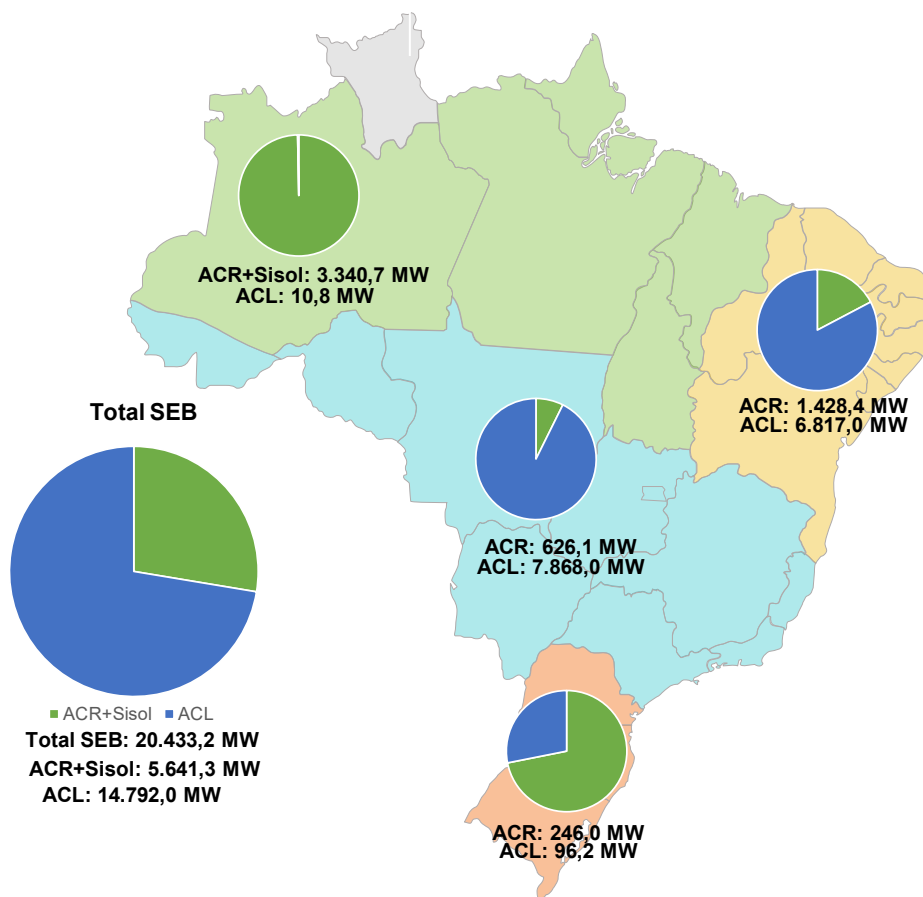 ACR+Sisol: 3.340,7 MW
ACL: 10,8 MW
ACR: 1.428,4 MW
ACL: 6.817,0 MW
Total SEB
ACR: 626,1 MW
ACL: 7.868,0 MW
ACR+Sisol ACL
Total SEB: 20.433,2 MW
ACR+Sisol: 5.641,3 MW
ACL: 14.792,0 MW
ACR: 246,0 MW
ACL: 96,2 MW